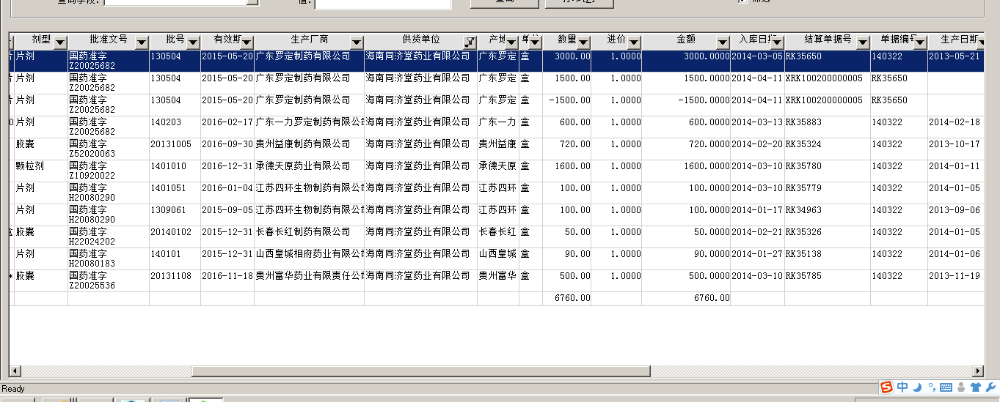 值:
剂型 批准文号 批号 有效期 生产厂商 供货单位 产地 数量 进价 金额 入库日期 结算单据号 单据编号 生产日期
片剂 国药准字 130504 2015-05-20 广东罗定制药有限公司 海南同济堂药业有限公司 广东罗定 盒 3000.00 1.0000 3000.0000 2014-03-05 RK35650 140322 2013-05-21
Z20025682
片剂 国药准字 130504 2015-05-20 广东罗定制药有限公司 海南同济堂药业有限公司 广东罗定 盒 1500.00 1.0000 1500.0000 2014-04-11 XRK100200000005 RK35650
Z20025682
片剂 国药准字 130504 2015-05-20 广东罗定制药有限公司 海南同济堂药业有限公司 广东罗定 盒 -1500.00 1.0000 -1500.0000 2014-04-11 XRK100200000005 RK35650
Z20025682
片剂 国药准字 140203 2016-02-17 广东一力罗定制药有限公司 海南同济堂药业有限公司 广东一力 盒 600.00 1.0000 600.0000 2014-03-13 RK35883 140322 2014-02-18
Z20025682
胶囊 国药准字 20131005 2016-09-30 贵州益康制药有限公司 海南同济堂药业有限公司 贵州益康 盒 720.00 1.0000 720.0000 2014-02-20 RK35324 140322 2013-10-17
Z52020063
颗粒剂 国药准字 1401010 2016-12-31 承德天原药业有限公司 海南同济堂药业有限公司 承德天原 盒 1600.00 1.0000 1600.0000 2014-03-10 RK35780 140322 2014-01-11
Z10920022
片剂 国药准字 1401051 2016-01-04 江苏四环生物制药有限公司 海南同济堂药业有限公司 江苏四环 盒 100.00 1.0000 100.0000 2014-03-10 RK35779 140322 2014-01-05
H20080290
片剂 国药准字 1309061 2015-09-05 江苏四环生物制药有限公司 海南同济堂药业有限公司 江苏四环 盒 100.00 1.0000 100.0000 2014-01-17 RK34963 140322 2013-09-06
H20080290
胶囊 国药准字 20140102 2015-12-31 长春长红制药有限公司 海南同济堂药业有限公司 长春长红 盒 50.00 1.0000 50.0000 2014-02-21 RK35326 140322 2014-01-05
H22024202
片剂 国药准字 140101 2015-12-31 山西皇城相府药业有限公司 海南同济堂药业有限公司 山西皇城 盒 90.00 1.0000 90.0000 2014-01-27 RK35138 140322 2014-01-06
H20080183
* 胶囊 国药准字 20131108 2016-11-18 贵州富华药业有限责任公司 海南同济堂药业有限公司 贵州富华 盒 500.00 1.0000 500.0000 2014-03-10 RK35785 140322 2013-11-19
Z20025536
6760.00 6760.00
Ready
S 中